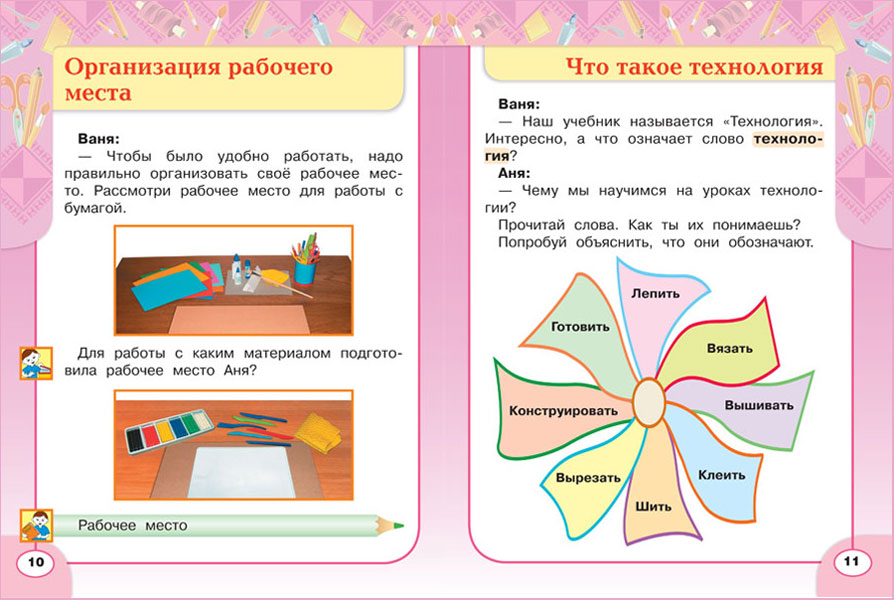 Организация рабочего
места
Ваня:
— Чтобы было удобно работать, надо
правильно организовать своё рабочее мес-
то. Рассмотри рабочее место для работы с
бумагой.
Для работы с каким материалом подгото-
вила рабочее место Аня?
Рабочее место
10
Что такое технология
Ваня:
— Наш учебник называется «Технология».
Интересно, а что означает слово техноло-
гия?
Аня:
— Чему мы научимся на уроках техноло-
гии?
Прочитай слова. Как ты их понимаешь?
Попробуй объяснить, что они обозначают.
Лепить
Готовить
Вязать
Конструировать
Вышивать
Вырезать
Клеить
Шить
11